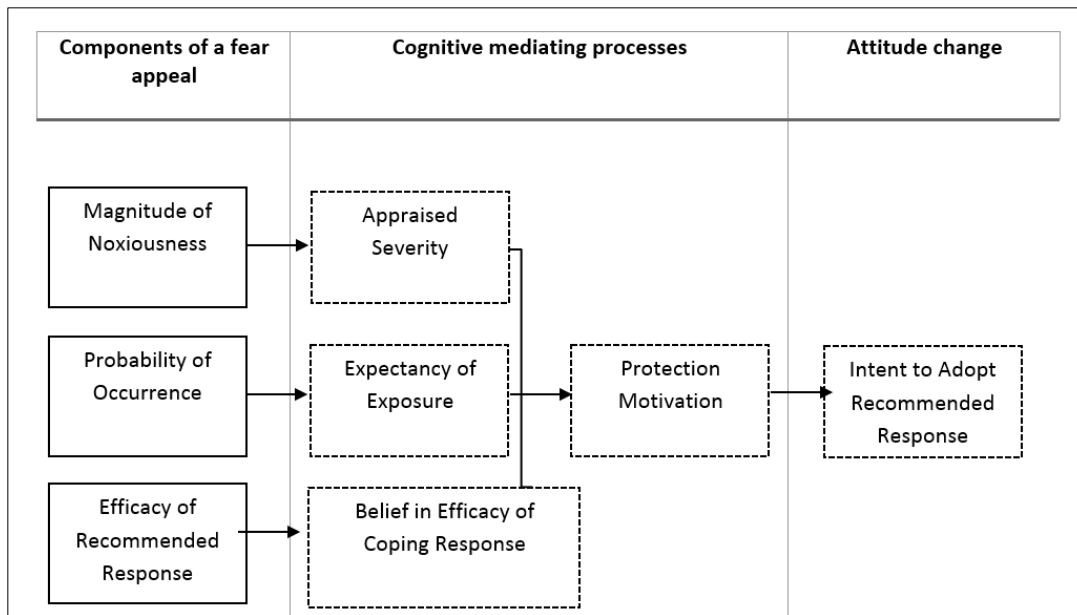 Components of a fear
appeal
Cognitive mediating processes
Attitude change
Magnitude of
Noxiousness
Appraised
Severity
Probability of
Occurrence
Expectancy of
Exposure
Protection
Motivation
Intent to Adopt
Recommended
Response
Efficacy of
Recommended
Response
Belief in Efficacy of
Coping Response